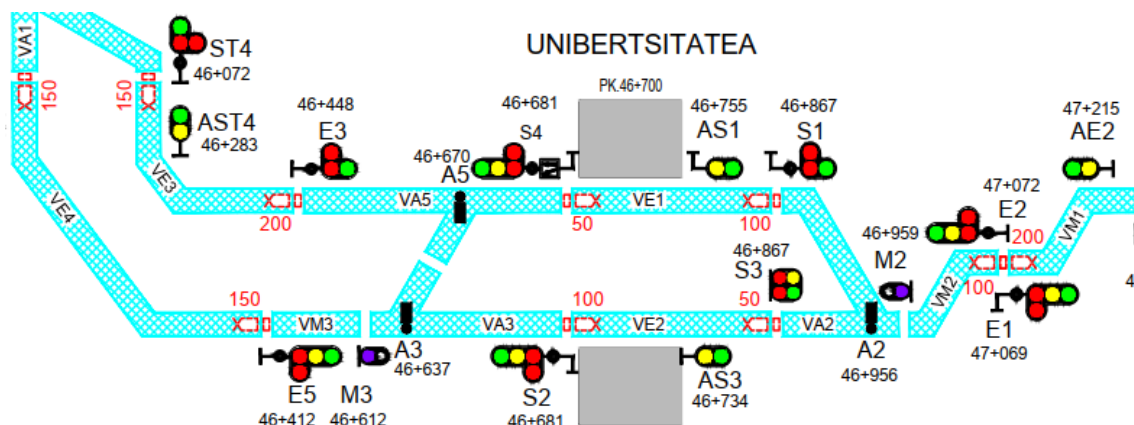 UNIBERTSITATEA
VA1
ST4
46+072
150
150
AST4
46+283
46+448
E3
46+681
S4
PK.46+700
46+755
AS1
46+867
S1
47+215
AE2
46+670
A5
VE3
VE4
200
VA5
50
VE1
100
47+072
E2
200
VM1
46+959
M2
46+867
S3
VM2
100
150
VM3
VA3
100
VE2
50
VA2
E1
47+069
E5
46+412
M3
46+612
A3
46+637
S2
46+681
AS3
46+734
A2
46+956